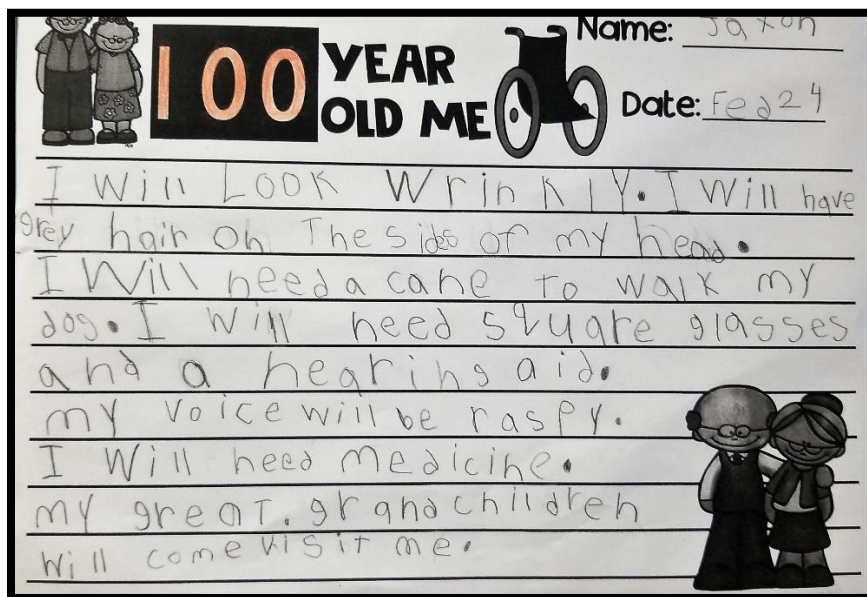 100 YEAR OLD ME
Name: Jaxon
Date: Fed 24
I Will Look Wrinkly. I Will have
grey hair on The sides of my head.
I Will need a cane to walk my
dog. I Will need square glasses
and a hearing aid.
my voice will be raspy.
I Will need medicine.
my great. grandchildren
Will come visit me.